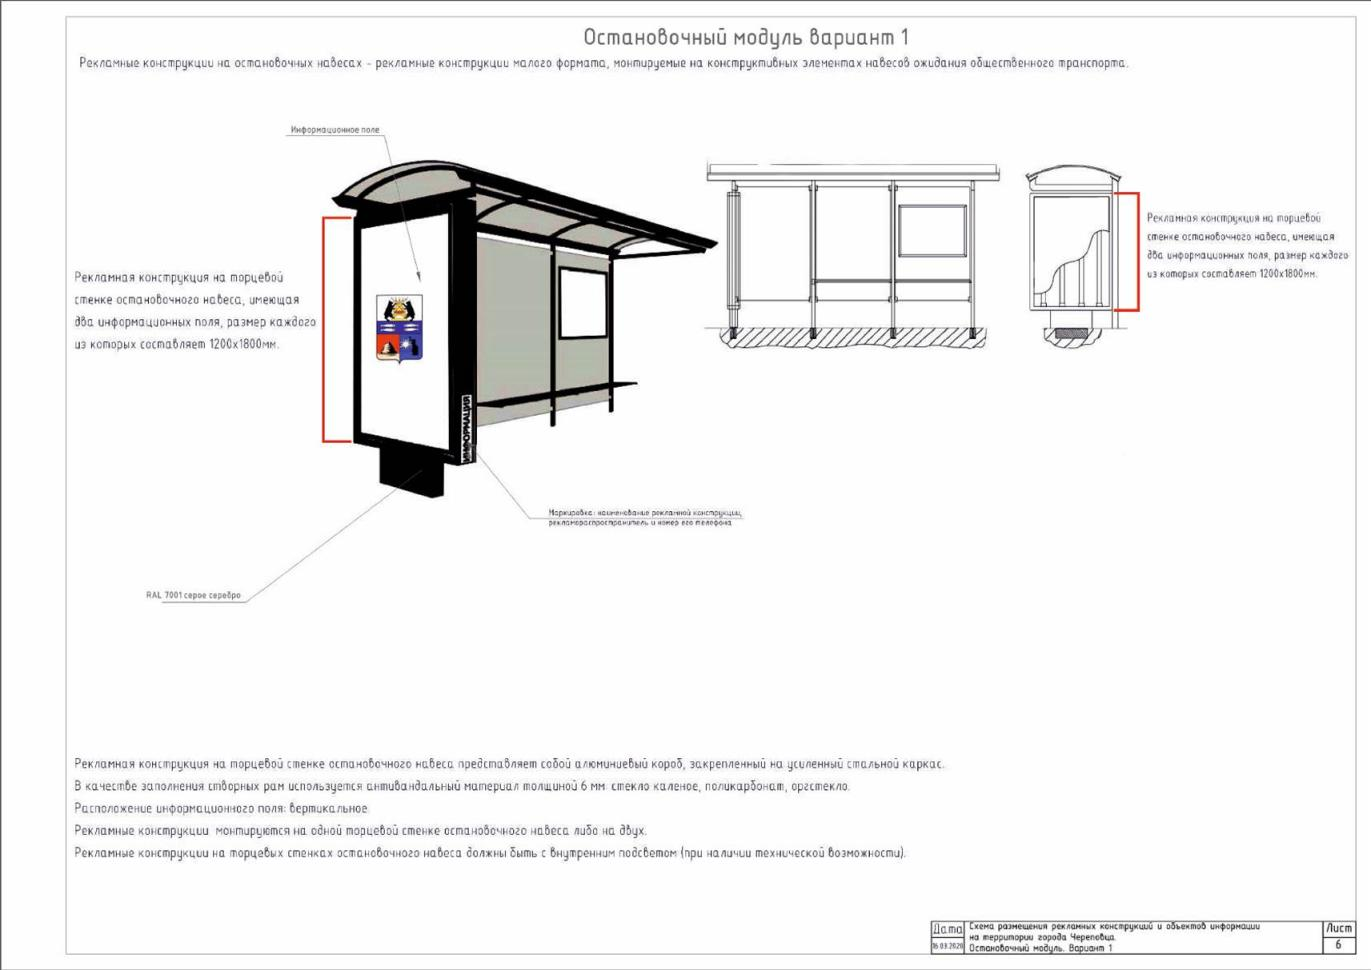 Остановочный модуль вариант 1
Рекламные конструкции на остановочных навесах - рекламные конструкции малого формата, монтируемые на конструктивных элементах навесов ожидания общественного транспорта.
Информационное поле
Рекламная конструкция на торцевой
стенке остановочного навеса, имеющая
два информационных поля, размер каждого
из которых составляет 1200х1800мм.
Рекламная конструкция на торцевой
стенке остановочного навеса, имеющая
два информационных поля, размер каждого
из которых составляет 1200х1800мм.
ИНФОРМАЦИЯ
Маркировка: наименование рекламной конструкции,
рекламораспространитель и номер его телефона
RAL 7001 серое серебро
Рекламная конструкция на торцевой стенке остановочного навеса представляет собой алюминиевый короб, закрепленный на усиленный стальной каркас.
В качестве заполнения створных рам используется антивандальный материал толщиной 6 мм: стекло каленое, поликарбонат, оргстекло.
Расположение информационного поля: вертикальное.
Рекламные конструкции монтируются на одной торцевой стенке остановочного навеса либо на двух.
Рекламные конструкции на торцевых стенках остановочного навеса должны быть с внутренним подсветом (при наличии технической возможности).
Дата
16.03.2020
Схема размещения рекламных конструкций и объектов информации
на территории города Череповца.
Остановочный модуль. Вариант 1
Лист
6